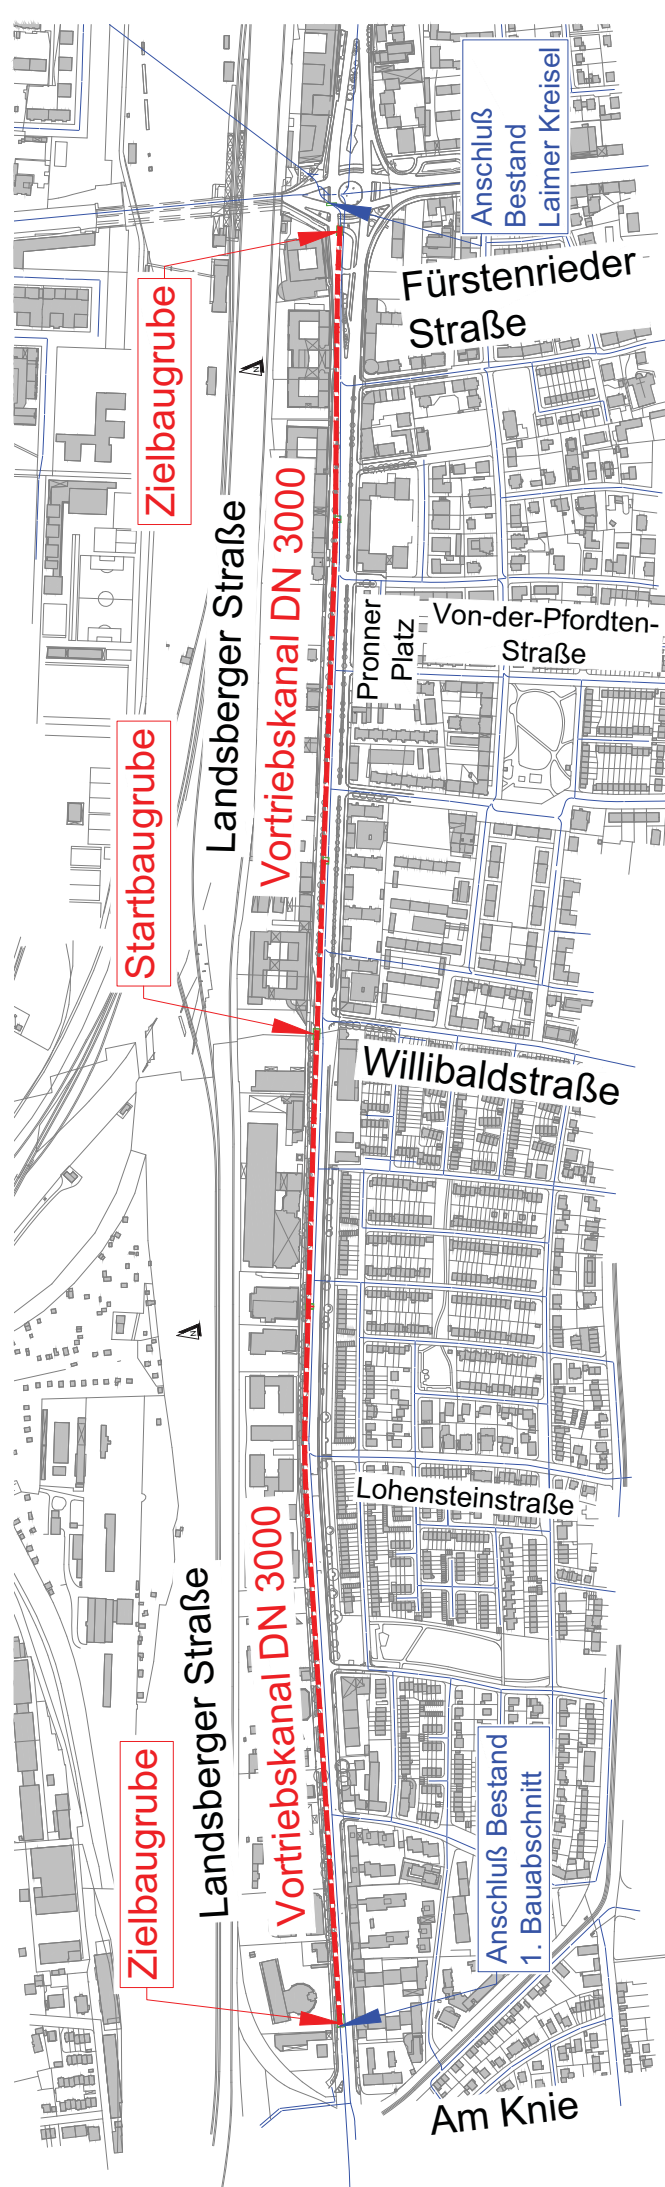 Anschluß
Bestand
Laimer Kreisel
Zielbaugrube
Fürstenrieder
Straße
Landsberger Straße
Vortriebskanal DN 3000
Pronner
Platz
Von-der-Pfordten-
Straße
Startbaugrube
Willibaldstraße
Lohensteinstraße
Landsberger Straße
Vortriebskanal DN 3000
Zielbaugrube
Anschluß Bestand
1. Bauabschnitt
Am Knie
N
N